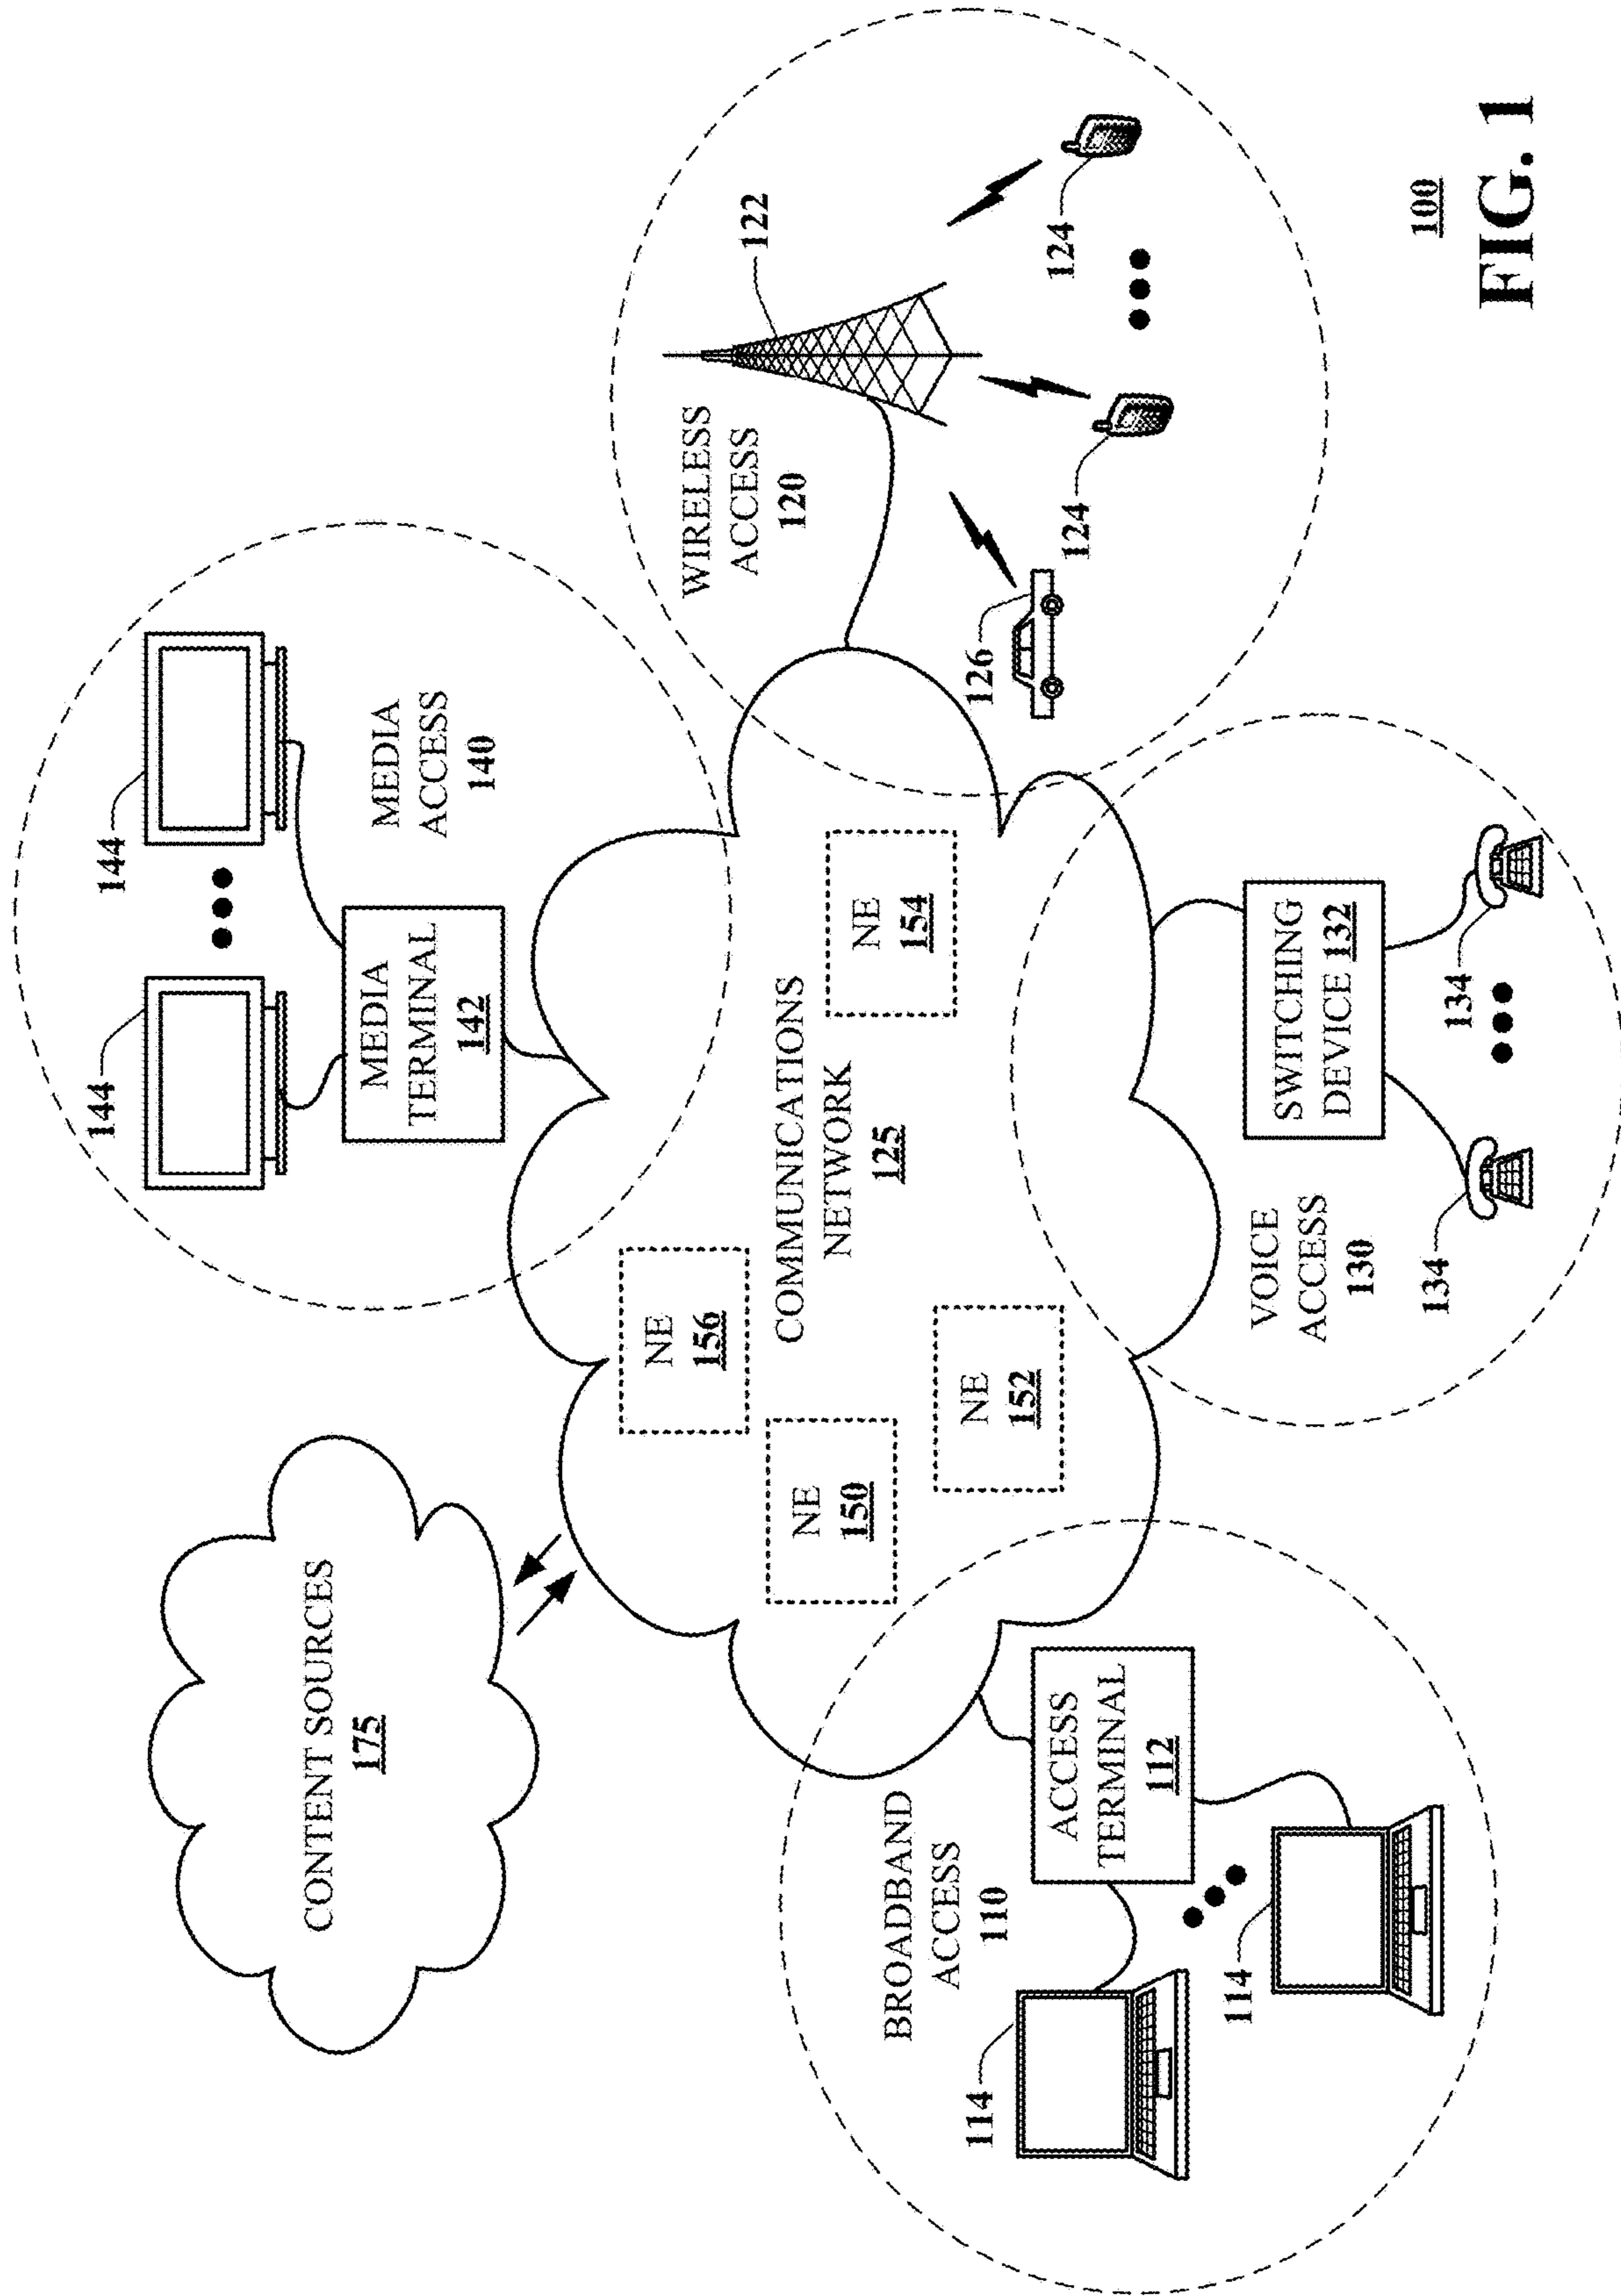 CONTENT SOURCES
175
144
144
MEDIA
TERMINAL
142
MEDIA
ACCESS
140
WIRELESS
ACCESS
120
122
124
124
126
NE
156
NE
150
NE
152
COMMUNICATIONS
NETWORK
125
NE
154
BROADBAND
ACCESS
110
ACCESS
TERMINAL
112
114
114
VOICE
ACCESS
130
SWITCHING
DEVICE 132
134
134
100
FIG. 1